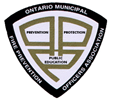 ONTARIO MUNICIPAL
FIRE PREVENTION
OFFICERS ASSOCIATION
PREVENTION
PROTECTION
PUBLIC
EDUCATION